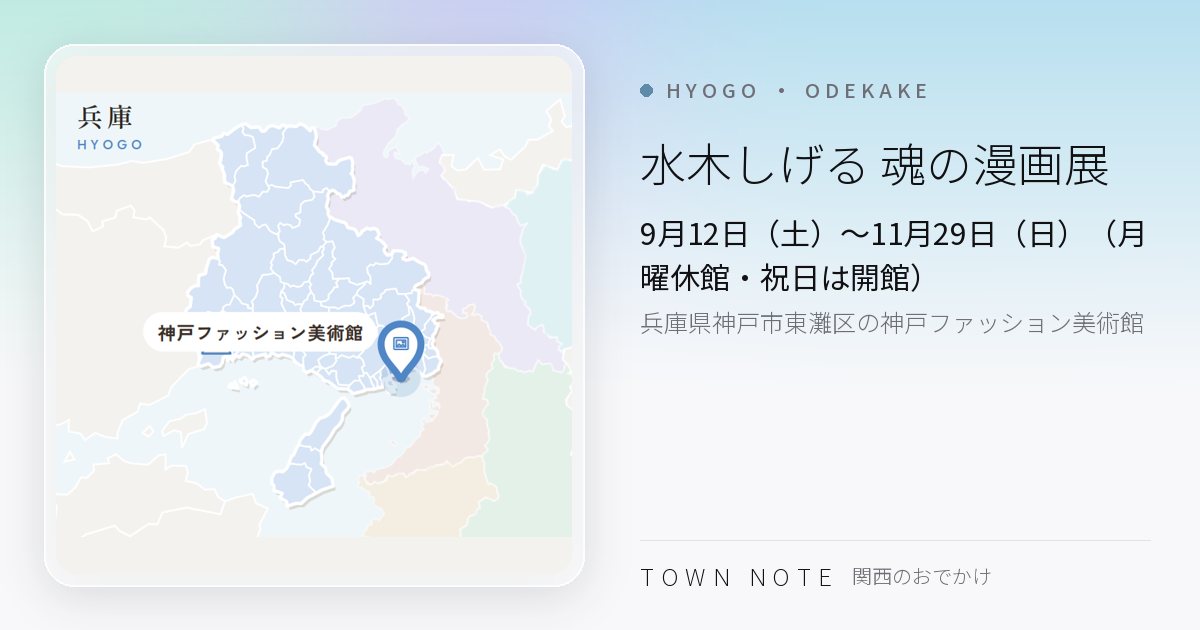 兵庫
HYOGO
神戸ファッション美術館
HYOGO • ODEKAKE
水木しげる 魂の漫画展
9月12日（土）〜11月29日（日）（月
曜休館・祝日は開館）
兵庫県神戸市東灘区の神戸ファッション美術館
TOWN NOTE 関西のおでかけ